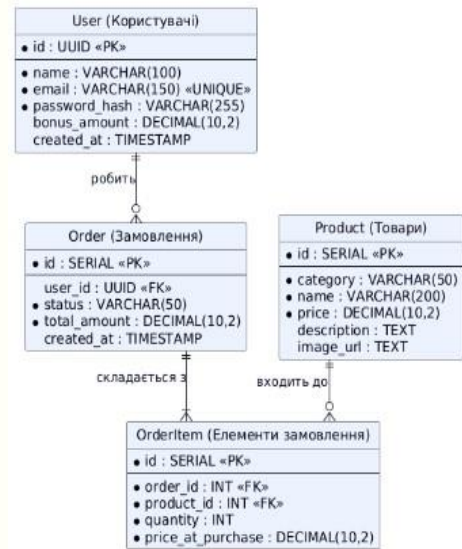 User (Користувачі)
• id : UUID «PK»
• name : VARCHAR(100)
• email : VARCHAR(150) «UNIQUE»
• password_hash : VARCHAR(255)
bonus_amount : DECIMAL(10,2)
created_at : TIMESTAMP
робить
Order (Замовлення)
• id : SERIAL «PK»
user_id : UUID «FK»
• status : VARCHAR(50)
• total_amount : DECIMAL(10,2)
created_at : TIMESTAMP
Product (Товари)
• id : SERIAL «PK»
• category : VARCHAR(50)
• name : VARCHAR(200)
• price : DECIMAL(10,2)
description : TEXT
image_url : TEXT
складається з
входить до
OrderItem (Елементи замовлення)
• id : SERIAL «PK»
• order_id : INT «FK»
• product_id : INT «FK»
• quantity : INT
• price_at_purchase : DECIMAL(10,2)